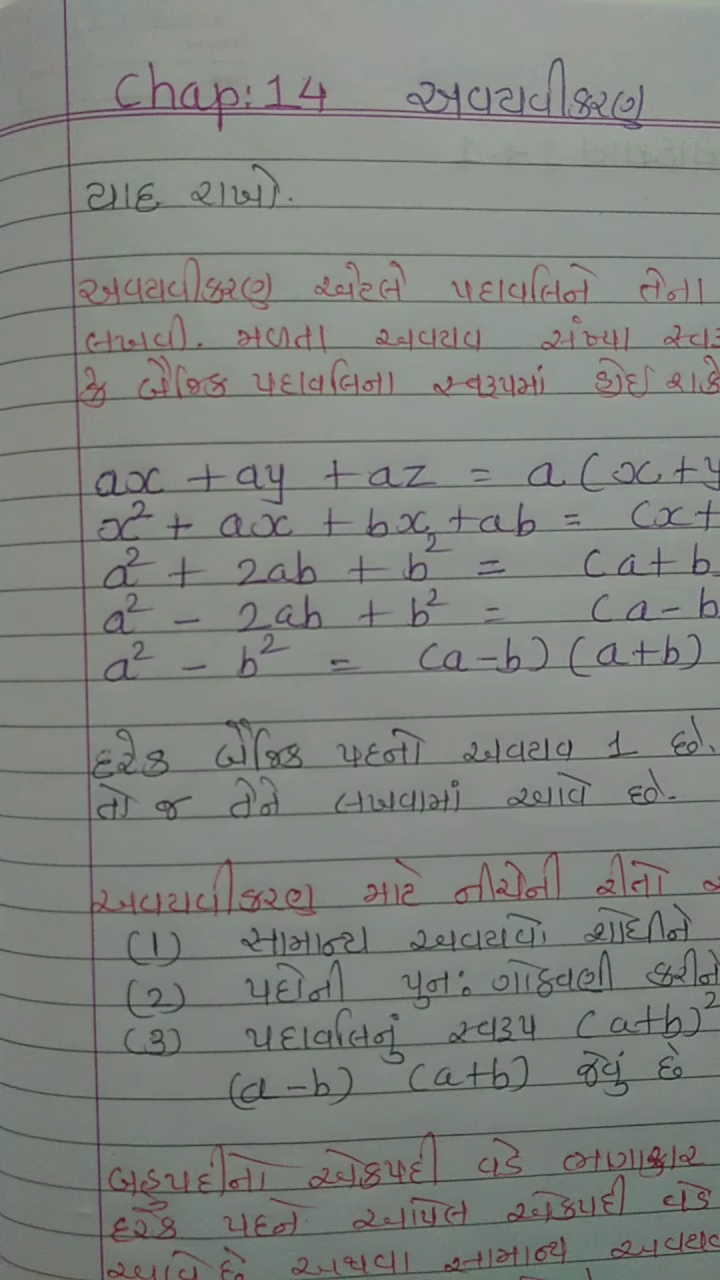 Chap: 14 અવયવીકરણ
યાદ રાખો.
અવયવીકરણ એટલે પદાવલિને તેના
લખવી. મળતા અવયવ સંખ્યા સ્વરૂ
કે બૈજિક પદાવલિના સ્વરૂપમાં હોઈ શકે
ax + ay + az = a (x + y
x² + ax + bx + ab = (x +
a² + 2ab + b² = (a + b
a² - 2ab + b² = (a - b
a² - b² = (a - b) (a + b)
દરેક બૈજિક પદનો અવયવ 1 છે.
તો જ તેને લખવામાં આવે છે.
અવયવીકરણ માટે નીચેની રીતો
(1) સામાન્ય અવયવો શોધીને
(2) પદોની પુનઃ ગોઠવણી કરીને
(3) પદાવલિનું સ્વરૂપ (a+b)²
(a - b) (a + b) જેવું છે
બહુપદીનો એકપદી વડે ભાગાકાર
દરેક પદને આપેલ એકપદી વડે
આવે છે અથવા સામાન્ય અવયવ